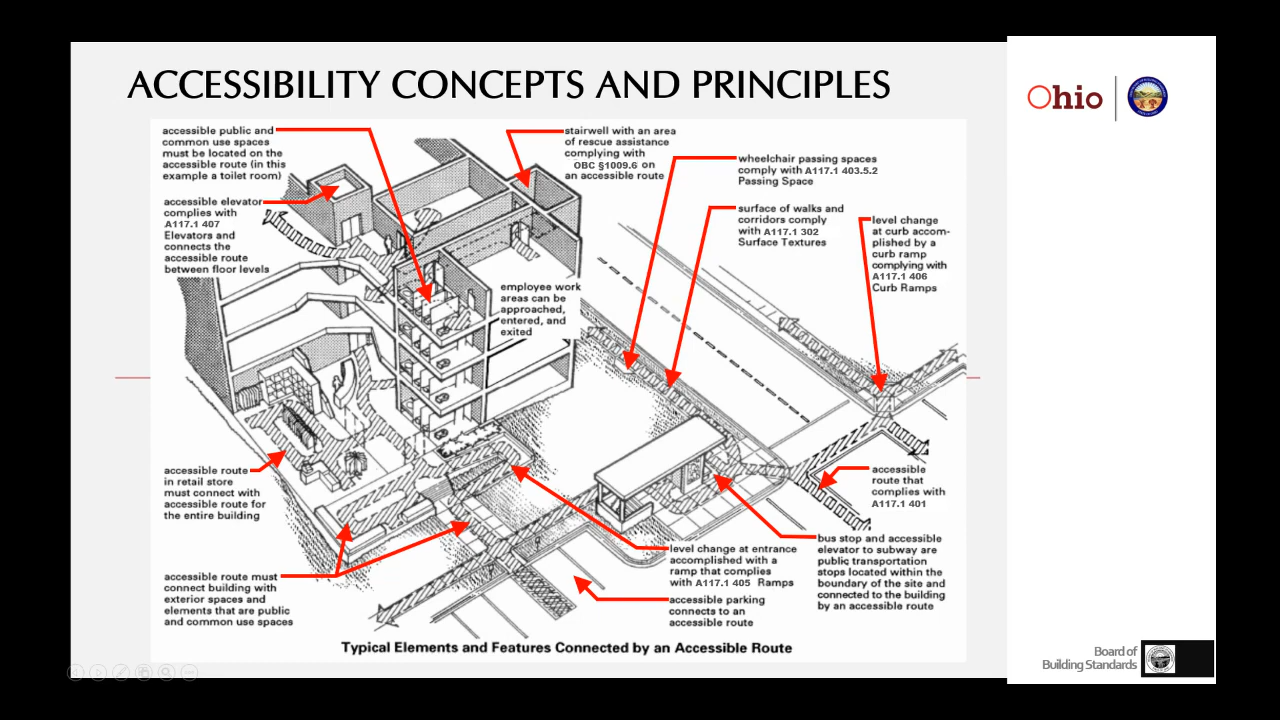 ACCESSIBILITY CONCEPTS AND PRINCIPLES
Ohio
accessible public and
common use spaces
must be located on the
accessible route (in this
example a toilet room)
accessible elevator
complies with
A117.1 407
Elevators and
connects the
accessible route
between floor levels
stairwell with an area
of rescue assistance
complying with
OBC §1009.6 on
an accessible route
wheelchair passing spaces
comply with A117.1 403.5.2
Passing Space
surface of walks and
corridors comply
with A117.1 302
Surface Textures
level change
at curb accom-
plished by a
curb ramp
complying with
A117.1 406
Curb Ramps
employee work
areas can be
approached,
entered, and
exited
accessible route
in retail store
must connect with
accessible route for
the entire building
accessible
route that
complies with
A117.1 401
accessible route must
connect building with
exterior spaces and
elements that are public
and common use spaces
level change at entrance
accomplished with a
ramp that complies
with A117.1 405 Ramps
accessible parking
connects to an
accessible route
bus stop and accessible
elevator to subway are
public transportation
stops located within the
boundary of the site and
connected to the building
by an accessible route
Typical Elements and Features Connected by an Accessible Route
Board of
Building Standards